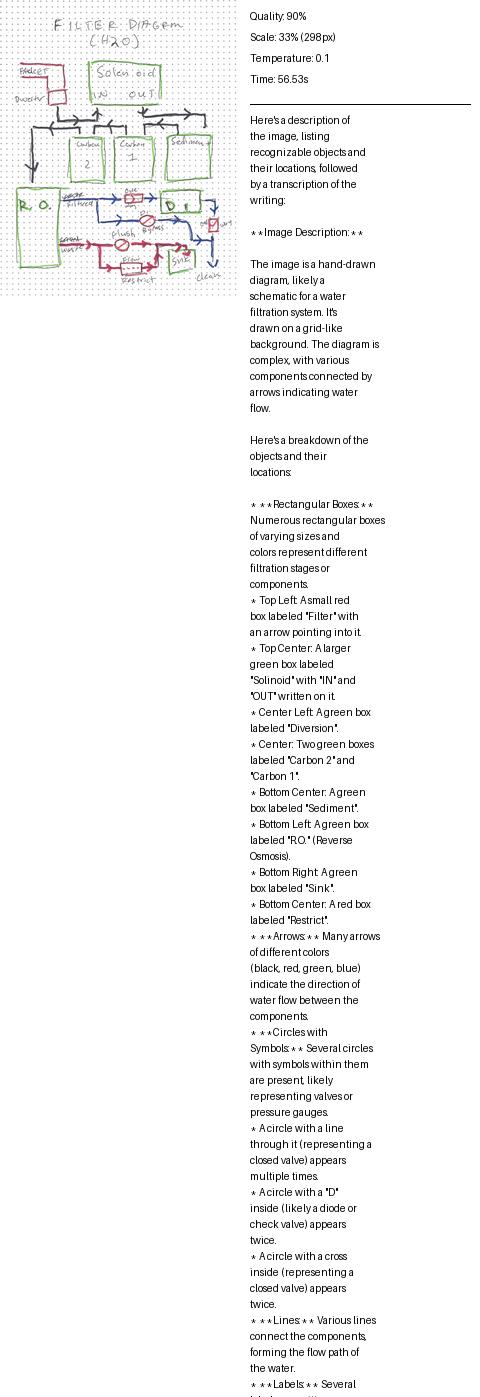 FILTER DIAGRAM
(H2O)
FAUCET
Solenoid
IN OUT
Diverter
Carbon
2
Carbon
1
Sediment
R.O.
Filtered
D.I.
Bypass
Flush
waste
Flow
Restrict
Sink
Clean
Quality: 90%
Scale: 33% (298px)
Temperature: 0.1
Time: 56.53s
Here's a description of
the image, listing
recognizable objects and
their locations, followed
by a transcription of the
writing:
**Image Description:**
The image is a hand-drawn
diagram, likely a
schematic for a water
filtration system. It's
drawn on a grid-like
background. The diagram is
complex, with various
components connected by
arrows indicating water
flow.
Here's a breakdown of the
objects and their
locations:
* **Rectangular Boxes:**
Numerous rectangular boxes
of varying sizes and
colors represent different
filtration stages or
components.
* Top Left: A small red
box labeled "Filter" with
an arrow pointing into it.
* Top Center: A larger
green box labeled
"Solinoid" with "IN" and
"OUT" written on it.
* Center Left: A green box
labeled "Diversion".
* Center: Two green boxes
labeled "Carbon 2" and
"Carbon 1".
* Bottom Center: A green
box labeled "Sediment".
* Bottom Left: A green box
labeled "R.O." (Reverse
Osmosis).
* Bottom Right: A green
box labeled "Sink".
* Bottom Center: A red box
labeled "Restrict".
* **Arrows:** Many arrows
of different colors
(black, red, green, blue)
indicate the direction of
water flow between the
components.
* **Circles with
Symbols:** Several circles
with symbols within them
are present, likely
representing valves or
pressure gauges.
* A circle with a line
through it (representing a
closed valve) appears
multiple times.
* A circle with a "D"
inside (likely a diode or
check valve) appears
twice.
* A circle with a cross
inside (representing a
closed valve) appears
twice.
* **Lines:** Various lines
connect the components,
forming the flow path of
the water.
* **Labels:** Several